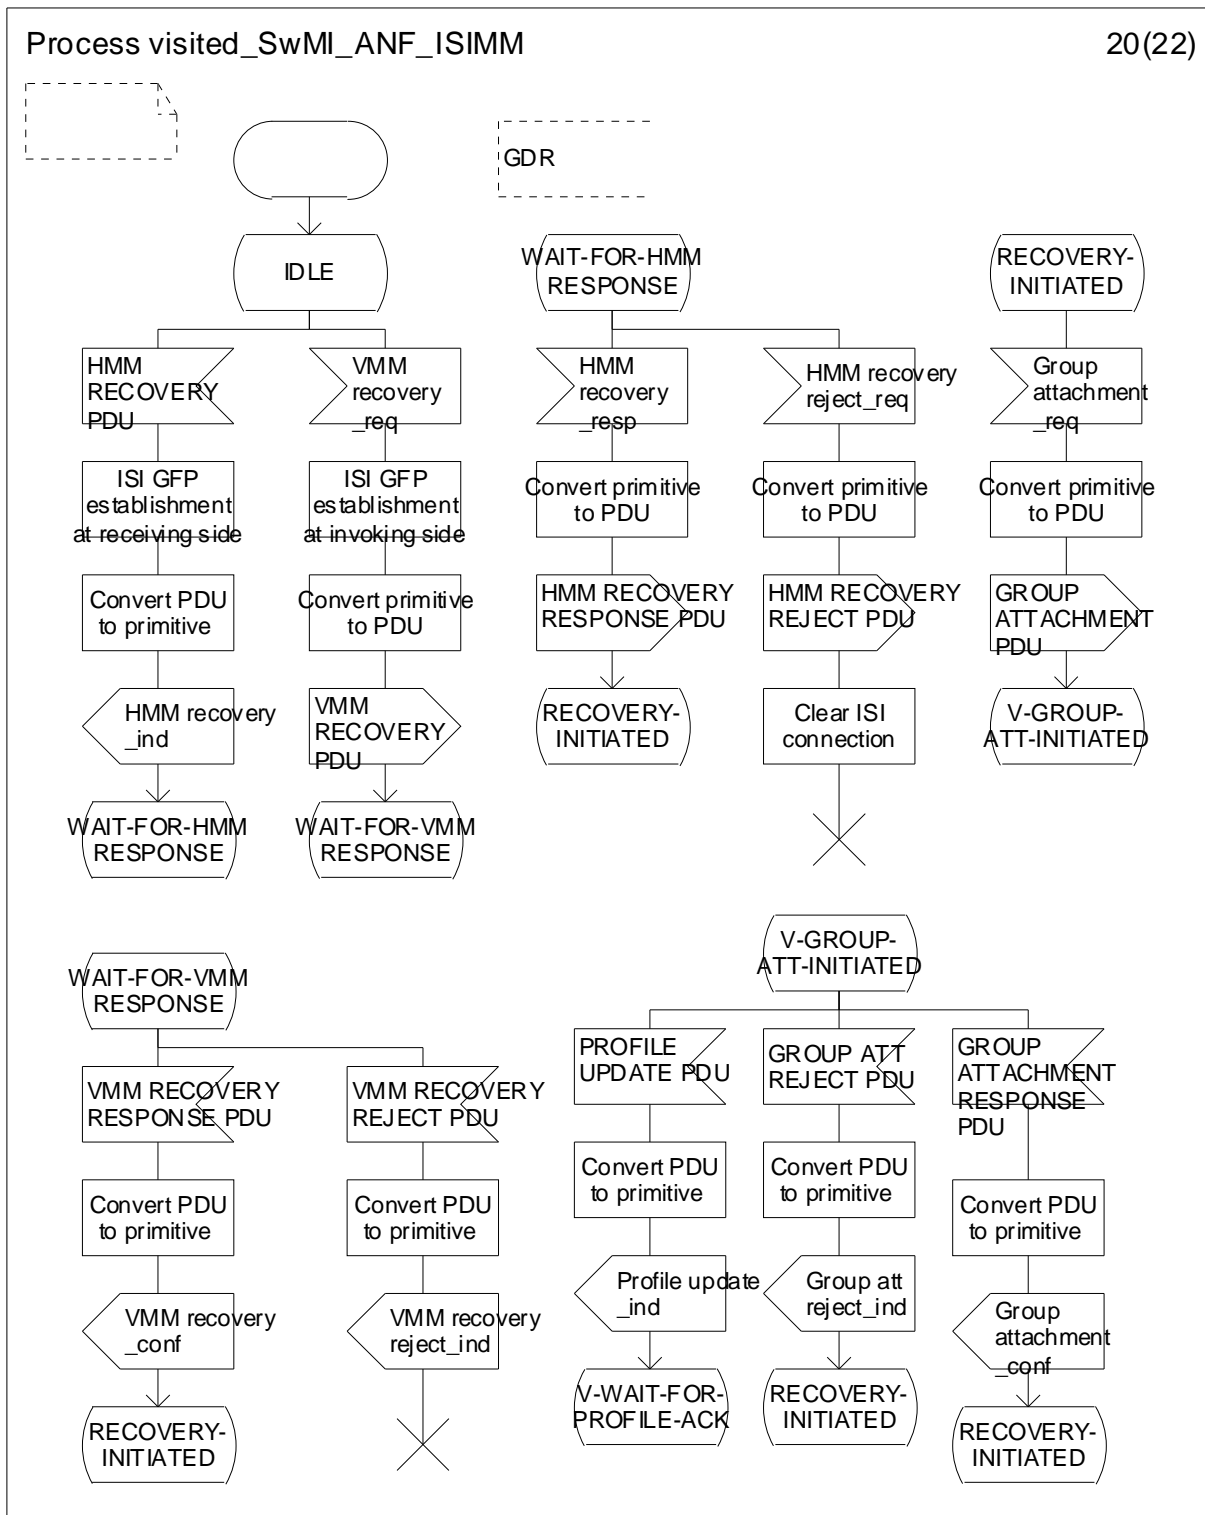 Process visited_SwMI_ANF_ISIMM
20(22)
GDR
IDLE
WAIT-FOR-HMM
RESPONSE
RECOVERY-
INITIATED
HMM
RECOVERY
PDU
VMM
recovery
_req
HMM
recovery
_resp
HMM recovery
reject_req
Group
attachment
_req
ISI GFP
establishment
at receiving side
ISI GFP
establishment
at invoking side
Convert primitive
to PDU
Convert primitive
to PDU
Convert primitive
to PDU
Convert PDU
to primitive
Convert primitive
to PDU
HMM RECOVERY
RESPONSE PDU
HMM RECOVERY
REJECT PDU
GROUP
ATTACHMENT
PDU
HMM recovery
_ind
VMM
RECOVERY
PDU
RECOVERY-
INITIATED
Clear ISI
connection
V-GROUP-
ATT-INITIATED
WAIT-FOR-HMM
RESPONSE
WAIT-FOR-VMM
RESPONSE
WAIT-FOR-VMM
RESPONSE
V-GROUP-
ATT-INITIATED
VMM RECOVERY
RESPONSE PDU
VMM RECOVERY
REJECT PDU
PROFILE
UPDATE PDU
GROUP ATT
REJECT PDU
GROUP
ATTACHMENT
RESPONSE
PDU
Convert PDU
to primitive
Convert PDU
to primitive
Convert PDU
to primitive
Convert PDU
to primitive
Convert PDU
to primitive
VMM recovery
_conf
VMM recovery
reject_ind
Profile update
_ind
Group att
reject_ind
Group
attachment
_conf
RECOVERY-
INITIATED
V-WAIT-FOR-
PROFILE-ACK
RECOVERY-
INITIATED
RECOVERY-
INITIATED